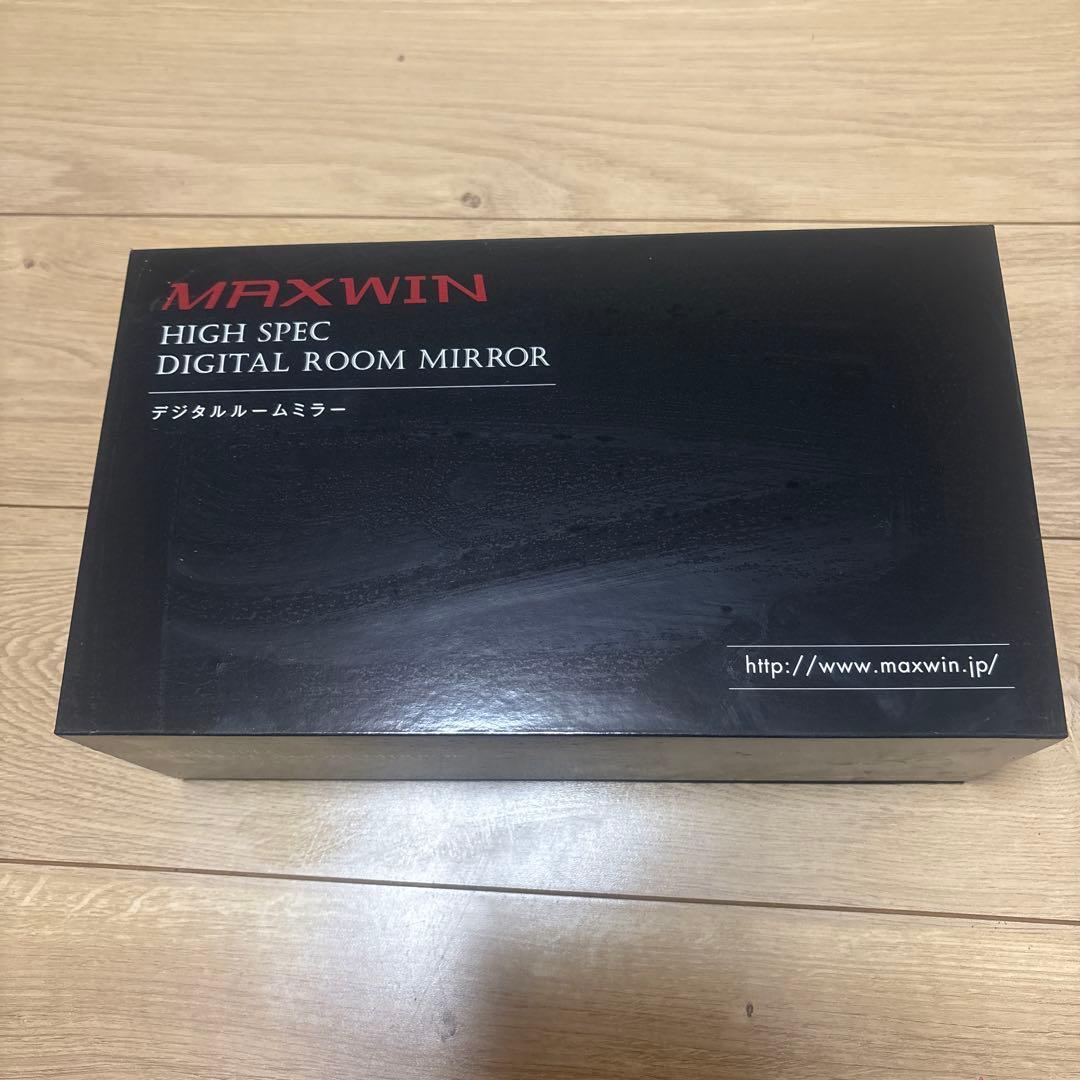 MAXWIN
HIGH SPEC
DIGITAL ROOM MIRROR
デジタルルームミラー
http://www.maxwin.jp/